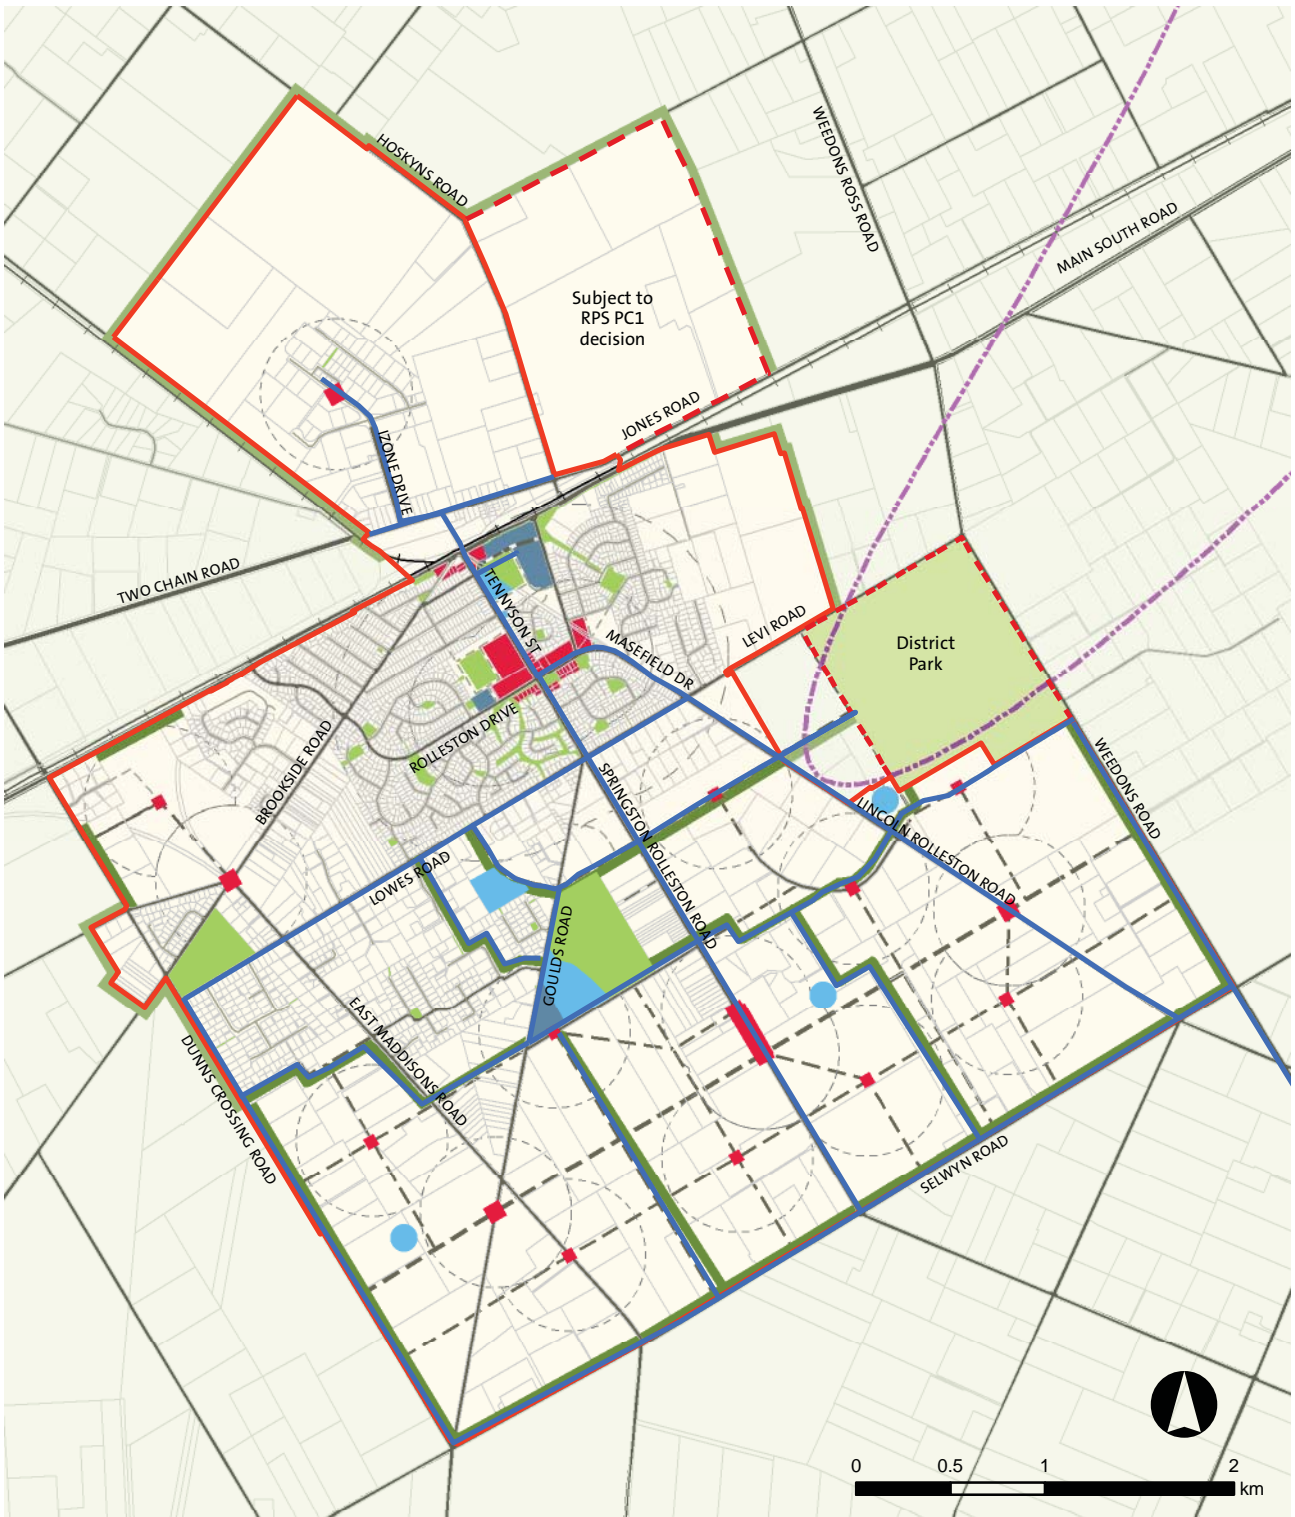 HOSKYNS ROAD
WEEDONS ROSS ROAD
MAIN SOUTH ROAD
Subject to
RPS PC1
decision
JONES ROAD
IZONE DRIVE
TWO CHAIN ROAD
TENNYSON ST
MASEFIELD DR
LEVI ROAD
District
Park
ROLLESTON DRIVE
BROOKSIDE ROAD
SPRINGSTON ROLLESTON ROAD
WEEDONS ROAD
LINCOLN ROLLESTON ROAD
LOWES ROAD
GOULDS ROAD
EAST MADDISONS ROAD
DUNNS CROSSING ROAD
SELWYN ROAD
0 0.5 1 2
km